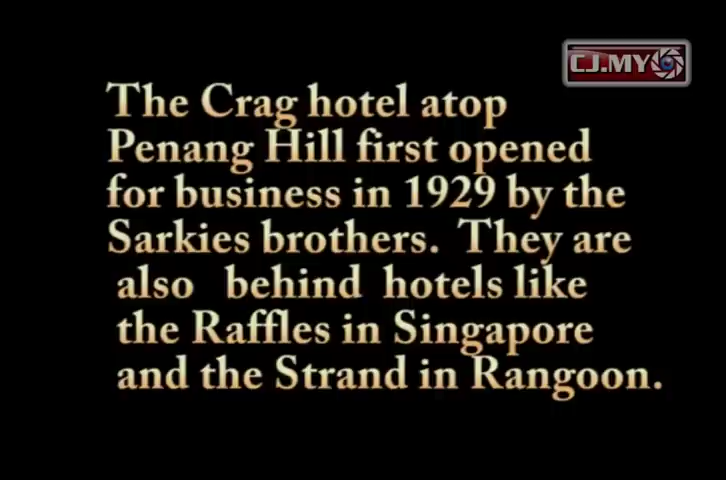 CJ.MY
The Crag hotel atop
Penang Hill first opened
for business in 1929 by the
Sarkies brothers. They are
also behind hotels like
the Raffles in Singapore
and the Strand in Rangoon.